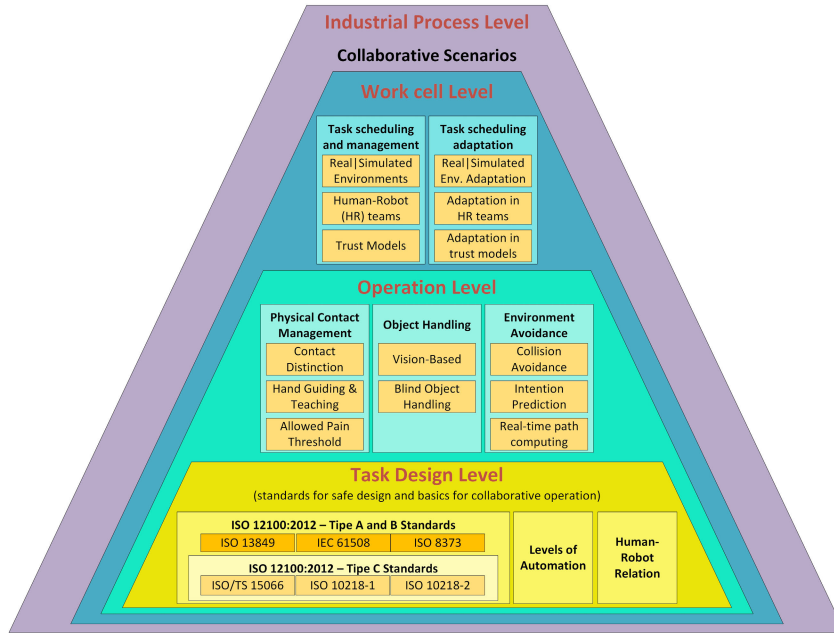 Industrial Process Level
Collaborative Scenarios
Work cell Level
Task scheduling
and management
Real|Simulated
Environments
Human-Robot
(HR) teams
Trust Models
Task scheduling
adaptation
Real|Simulated
Env. Adaptation
Adaptation in
HR teams
Adaptation in
trust models
Operation Level
Physical Contact
Management
Contact
Distinction
Hand Guiding &
Teaching
Allowed Pain
Threshold
Object Handling
Vision-Based
Blind Object
Handling
Environment
Avoidance
Collision
Avoidance
Intention
Prediction
Real-time path
computing
Task Design Level
(standards for safe design and basics for collaborative operation)
ISO 12100:2012 – Tipe A and B Standards
ISO 13849
IEC 61508
ISO 8373
ISO 12100:2012 – Tipe C Standards
ISO/TS 15066
ISO 10218-1
ISO 10218-2
Levels of
Automation
Human-
Robot
Relation